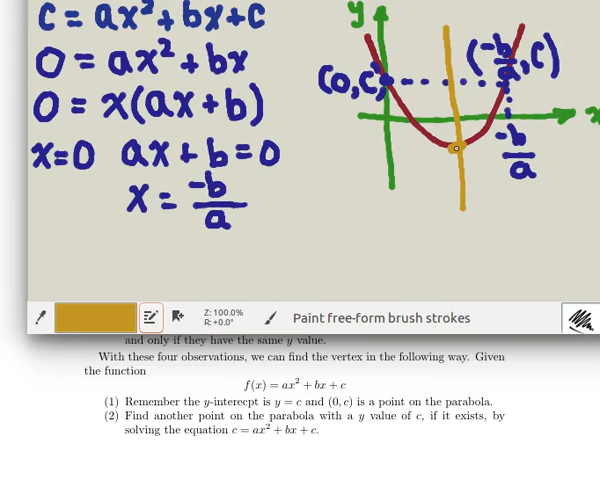 c = ax² + bx + c
0 = ax² + bx
0 = x(ax + b)
x=0 ax + b = 0
x = -b/a
y
(0, c)
(-b/a, c)
x
-b/a
Z: 100.0%
R: +0.0°
Paint free-form brush strokes
and only if they have the same y value.
With these four observations, we can find the vertex in the following way. Given
the function
f(x) = ax² + bx + c
(1) Remember the y-intercpt is y = c and (0, c) is a point on the parabola.
(2) Find another point on the parabola with a y value of c, if it exists, by
solving the equation c = ax² + bx + c.